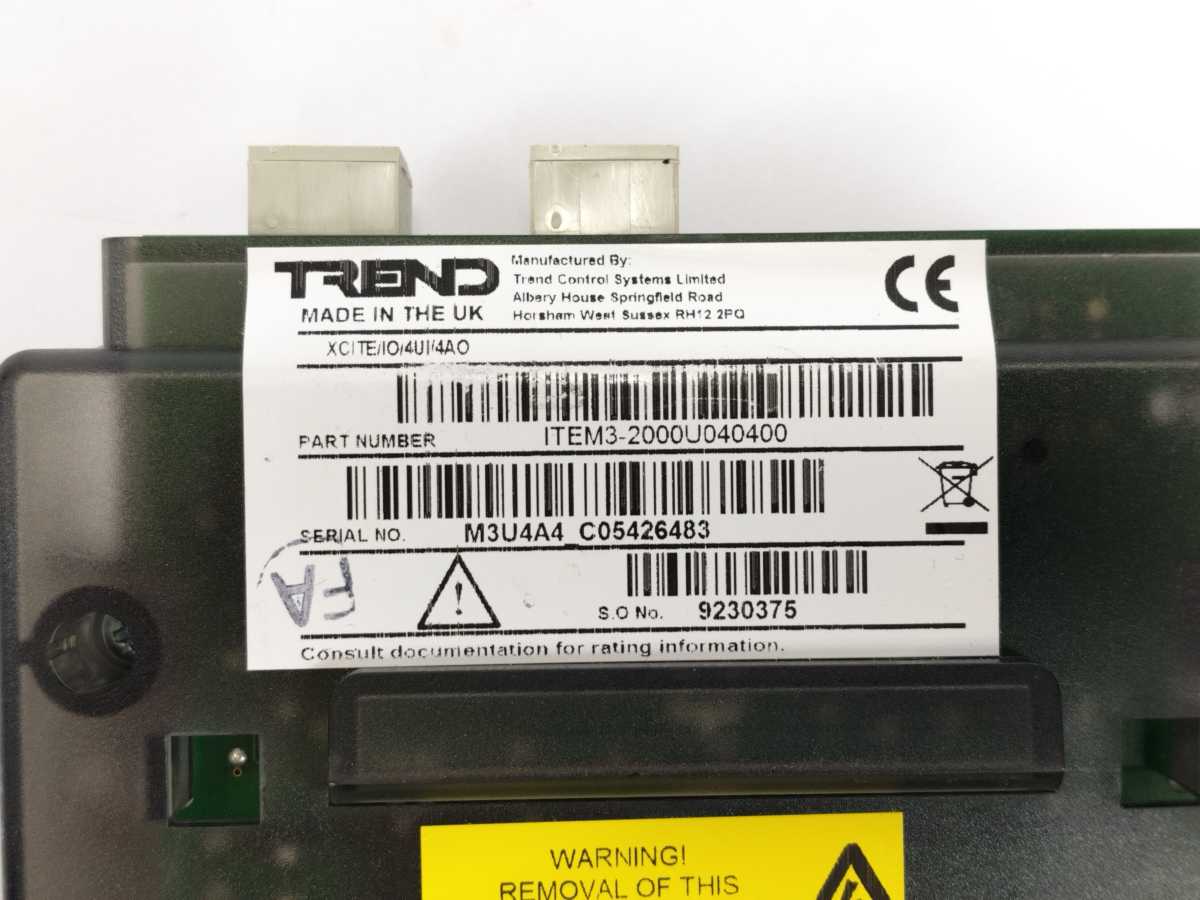 TREND
Manufactured By:
Trend Control Systems Limited
Albery House Springfield Road
Horsham West Sussex RH12 2PQ
MADE IN THE UK
CE
XCITE/IO/4UI/4AO
PART NUMBER ITEM3-2000U040400
SERIAL NO. M3U4A4 C05426483
FA
S.O No. 9230375
Consult documentation for rating information.
WARNING!
REMOVAL OF THIS